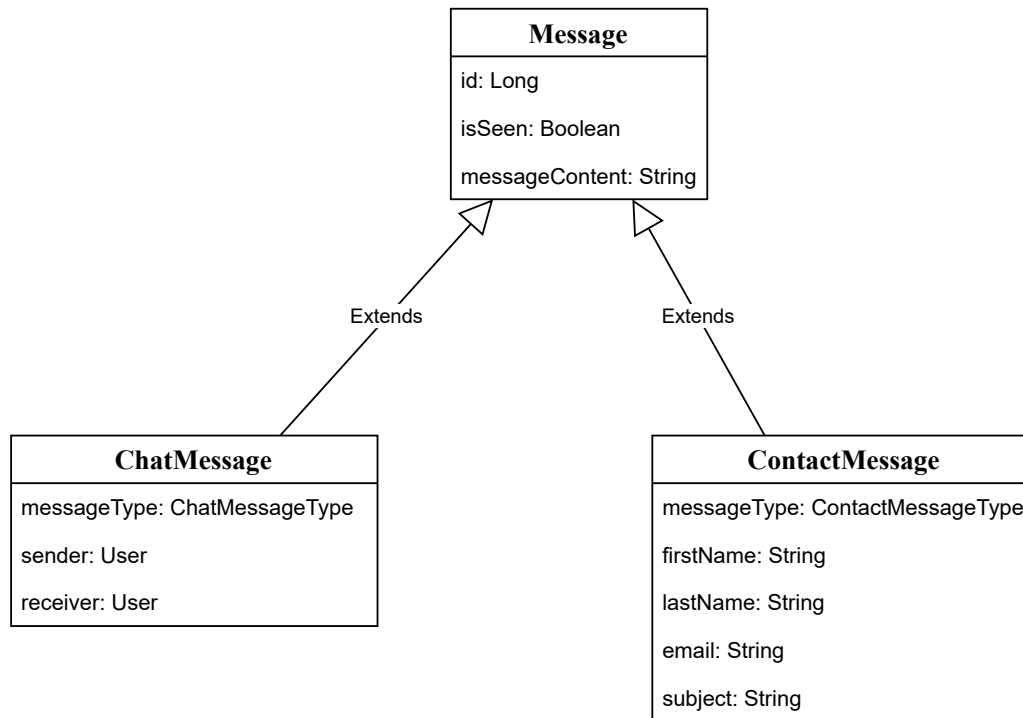 Message
id: Long
isSeen: Boolean
messageContent: String
Extends
Extends
ChatMessage
messageType: ChatMessageType
sender: User
receiver: User
ContactMessage
messageType: ContactMessageType
firstName: String
lastName: String
email: String
subject: String